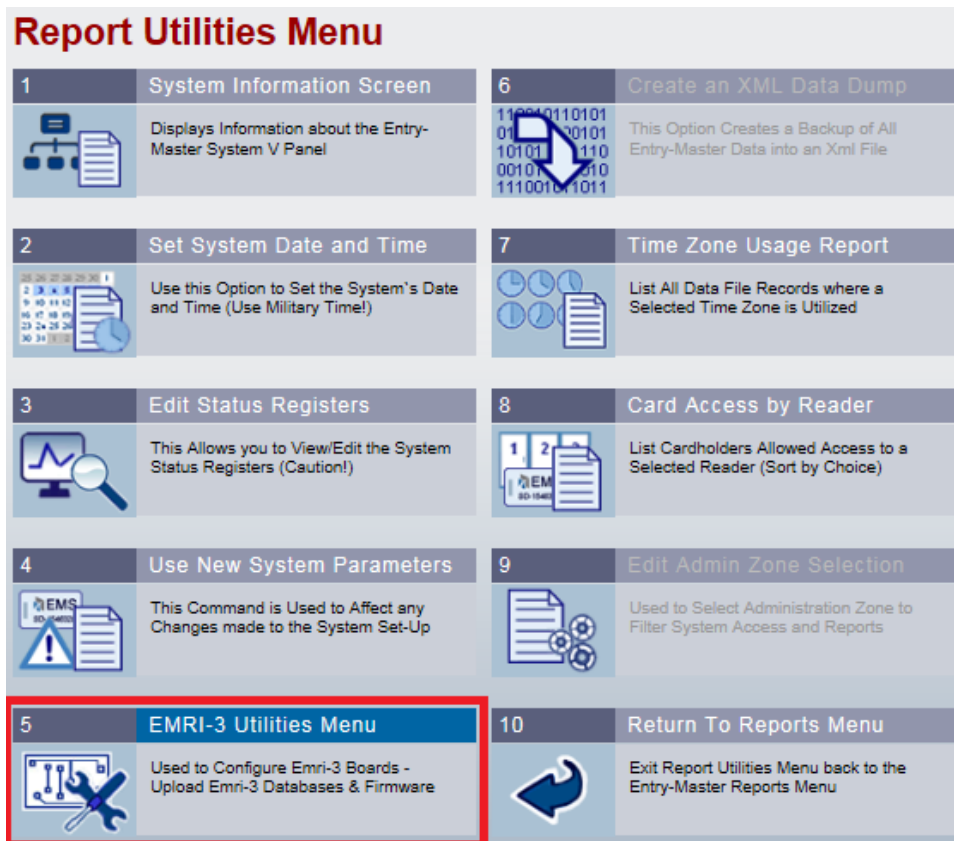 Report Utilities Menu
1 System Information Screen
Displays Information about the Entry-
Master System V Panel
2 Set System Date and Time
Use this Option to Set the System's Date
and Time (Use Military Time!)
3 Edit Status Registers
This Allows you to View/Edit the System
Status Registers (Caution!)
4 Use New System Parameters
EMS
This Command is Used to Affect any
Changes made to the System Set-Up
5 EMRI-3 Utilities Menu
Used to Configure Emri-3 Boards -
Upload Emri-3 Databases & Firmware
6 Create an XML Data Dump
This Option Creates a Backup of All
Entry-Master Data into an Xml File
7 Time Zone Usage Report
List All Data File Records where a
Selected Time Zone is Utilized
8 Card Access by Reader
1 2
EM
List Cardholders Allowed Access to a
Selected Reader (Sort by Choice)
9 Edit Admin Zone Selection
Used to Select Administration Zone to
Filter System Access and Reports
10 Return To Reports Menu
Exit Report Utilities Menu back to the
Entry-Master Reports Menu